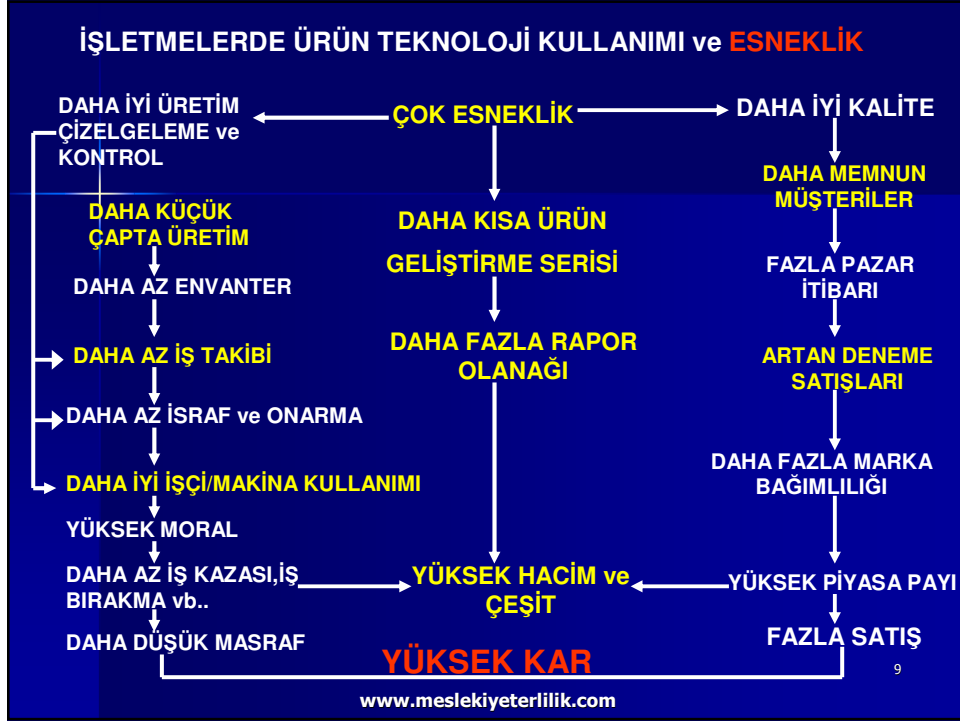 İŞLETMELERDE ÜRÜN TEKNOLOJİ KULLANIMI ve ESNEKLİK
DAHA İYİ ÜRETİM
ÇİZELGELEME ve
KONTROL
ÇOK ESNEKLİK
DAHA İYİ KALİTE
DAHA KÜÇÜK
ÇAPTA ÜRETİM
DAHA AZ ENVANTER
DAHA AZ İŞ TAKİBİ
DAHA AZ İSRAF ve ONARMA
DAHA İYİ İŞÇİ/MAKİNA KULLANIMI
YÜKSEK MORAL
DAHA AZ İŞ KAZASI,İŞ
BIRAKMA vb..
DAHA DÜŞÜK MASRAF
DAHA KISA ÜRÜN
GELİŞTİRME SERİSİ
DAHA FAZLA RAPOR
OLANAĞI
YÜKSEK HACİM ve
ÇEŞİT
DAHA MEMNUN
MÜŞTERİLER
FAZLA PAZAR
İTİBARI
ARTAN DENEME
SATIŞLARI
DAHA FAZLA MARKA
BAĞIMLILIĞI
YÜKSEK PİYASA PAYI
FAZLA SATIŞ
YÜKSEK KAR
9
www.meslekiyeterlilik.com